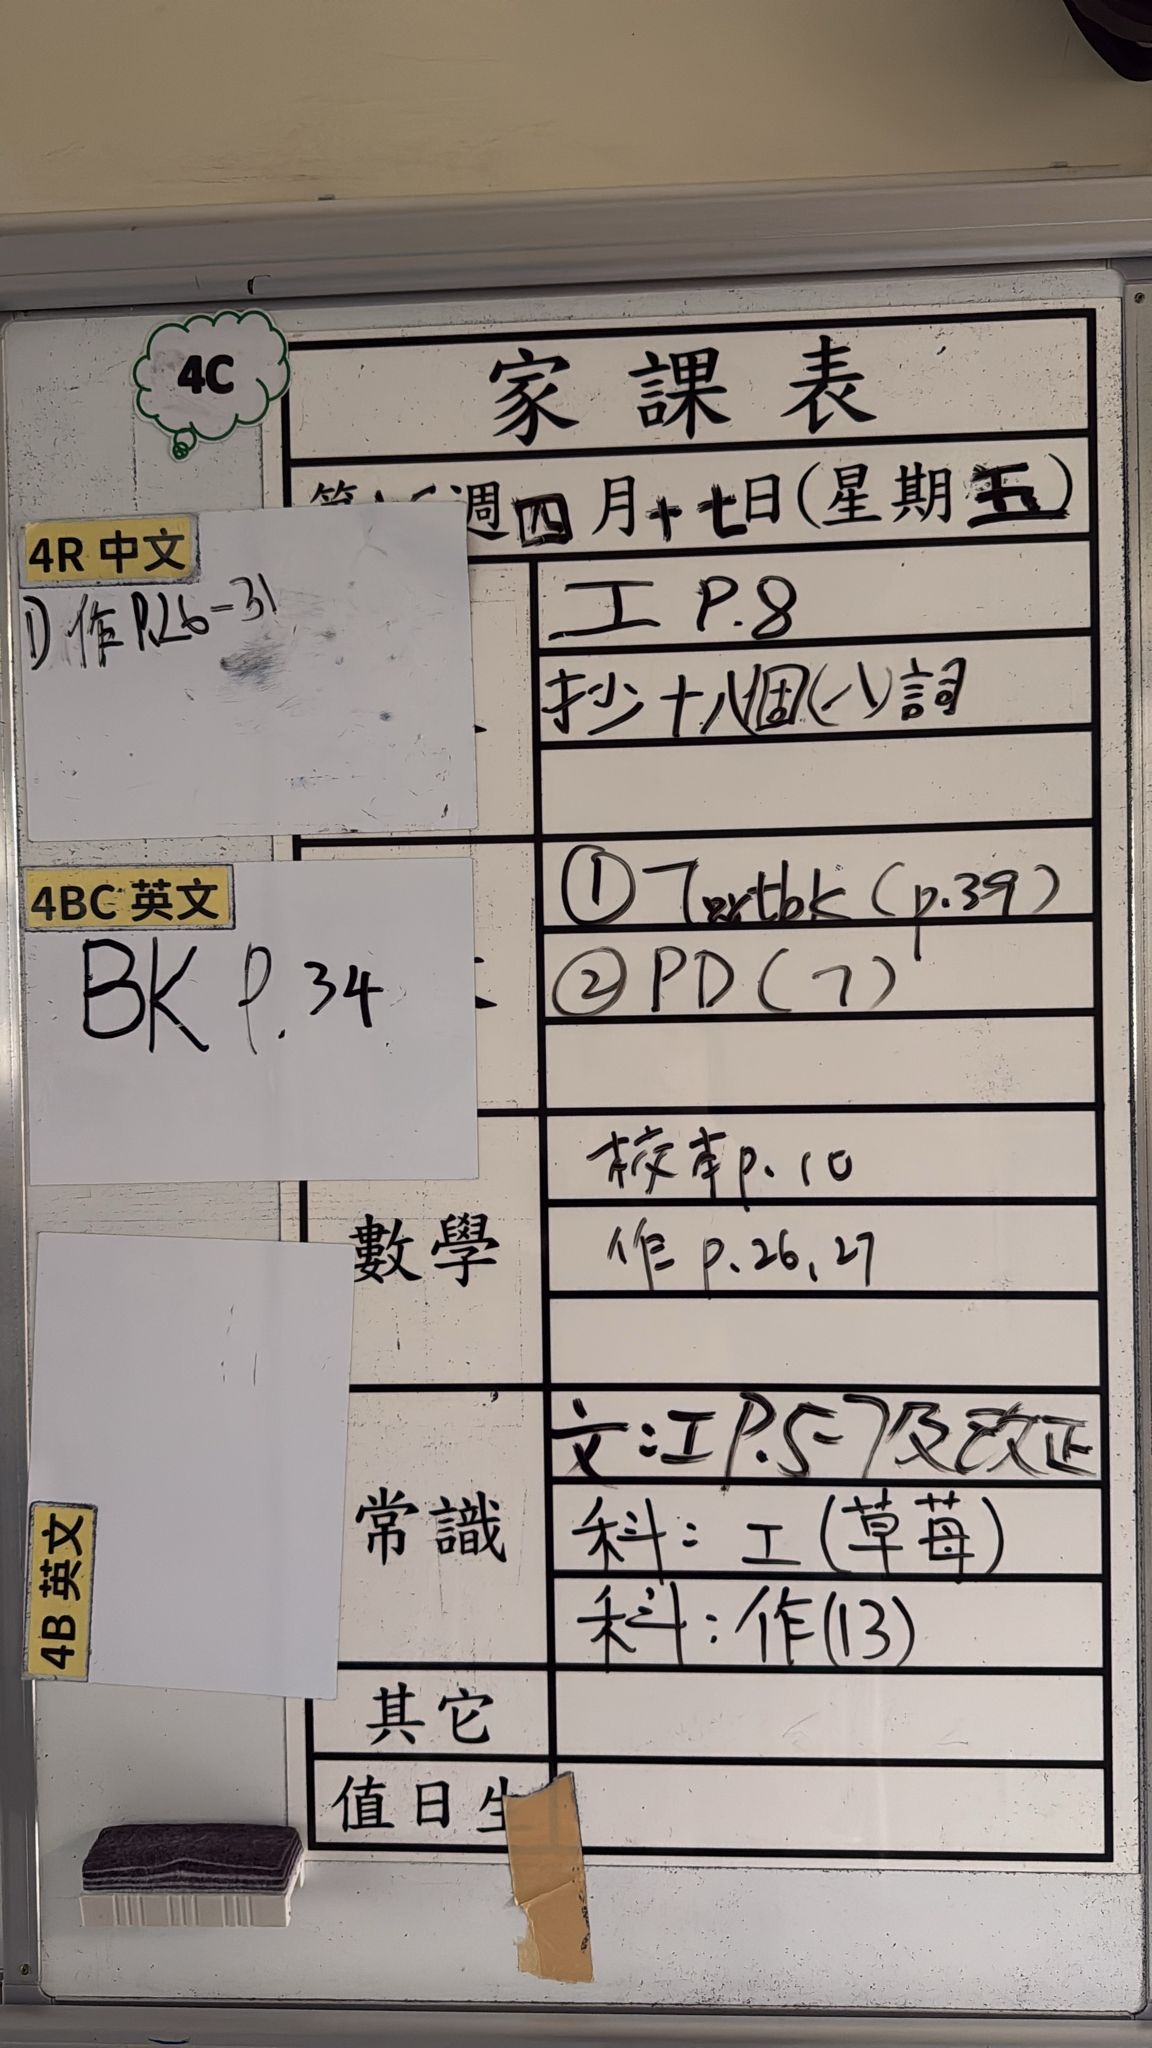 4C
家課表
第 週四月十七日(星期五)
4R 中文
1) 作P.26-31
工 P.8
抄十八個(八)詞
4BC 英文
BK P.34
① Textbk (p.39)
② PD (7)
數學
校本p.10
作 p.26,27
4B 英文
常識
文:工P.5-7及改正
科: 工(草莓)
科:作(13)
其它
值日生